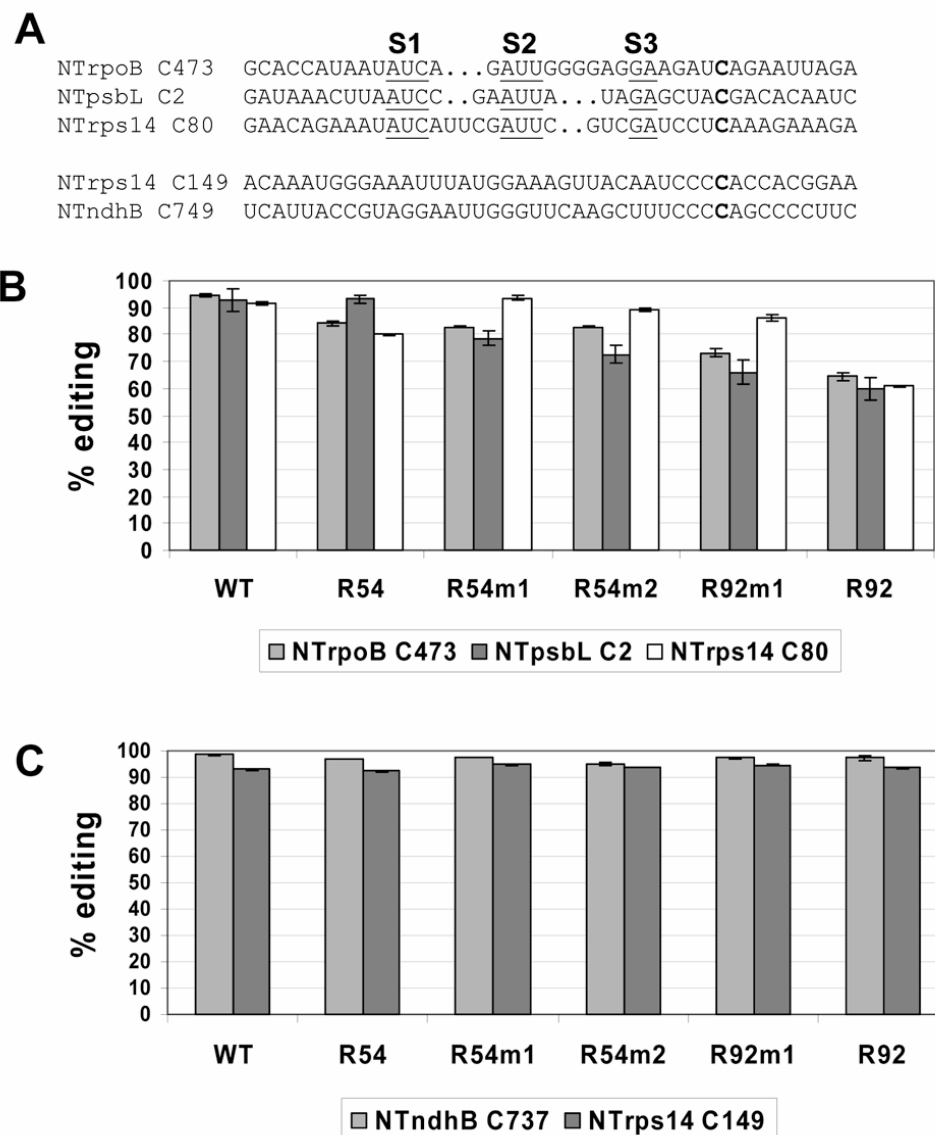 A
S1 S2 S3
NTrpoB C473 GCACCAUAAUAUCA...GAUUGGGGAGGAAGAUCAGAAUUAGA
NTpsbL C2 GAUAAACUUAAUCC..GAAUUA...UAGAGCUACGACACAAUC
NTrps14 C80 GAACAGAAAUAUCAUUCGAUUC..GUCGAUCCUCAAAGAAAGA
NTrps14 C149 ACAAAUGGGAAAUUUAUGGAAAGUUACAAUCCCCACCACGGAA
NTndhB C749 UCAUUACCGUAGGAAUUGGGUUCAAGCUUUCCCCAGCCCCUUC
B
% editing
100
90
80
70
60
50
40
30
20
10
0
WT R54 R54m1 R54m2 R92m1 R92
NTrpoB C473 NTpsbL C2 NTrps14 C80
C
% editing
100
90
80
70
60
50
40
30
20
10
0
WT R54 R54m1 R54m2 R92m1 R92
NTndhB C737 NTrps14 C149